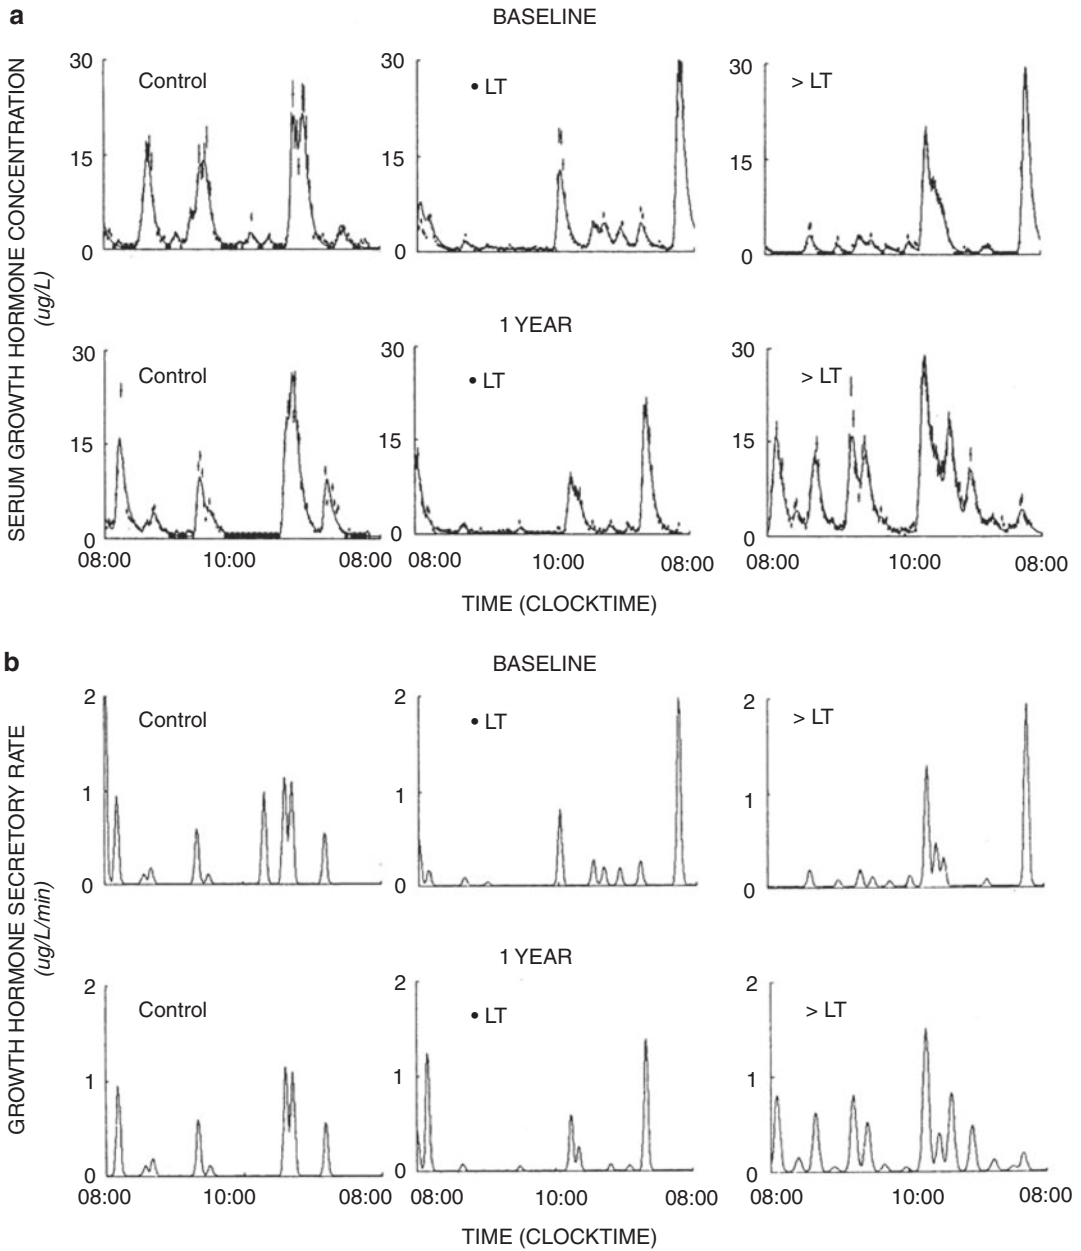 a
BASELINE
SERUM GROWTH HORMONE CONCENTRATION
(ug/L)
30
15
0
Control
30
15
0
• LT
30
15
0
> LT
1 YEAR
30
15
0
Control
30
15
0
• LT
30
15
0
> LT
08:00 10:00 08:00
08:00 10:00 08:00
08:00 10:00 08:00
TIME (CLOCKTIME)
b
BASELINE
GROWTH HORMONE SECRETORY RATE
(ug/L/min)
2
1
0
Control
2
1
0
• LT
2
1
0
> LT
1 YEAR
2
1
0
Control
2
1
0
• LT
2
1
0
> LT
08:00 10:00 08:00
08:00 10:00 08:00
08:00 10:00 08:00
TIME (CLOCKTIME)